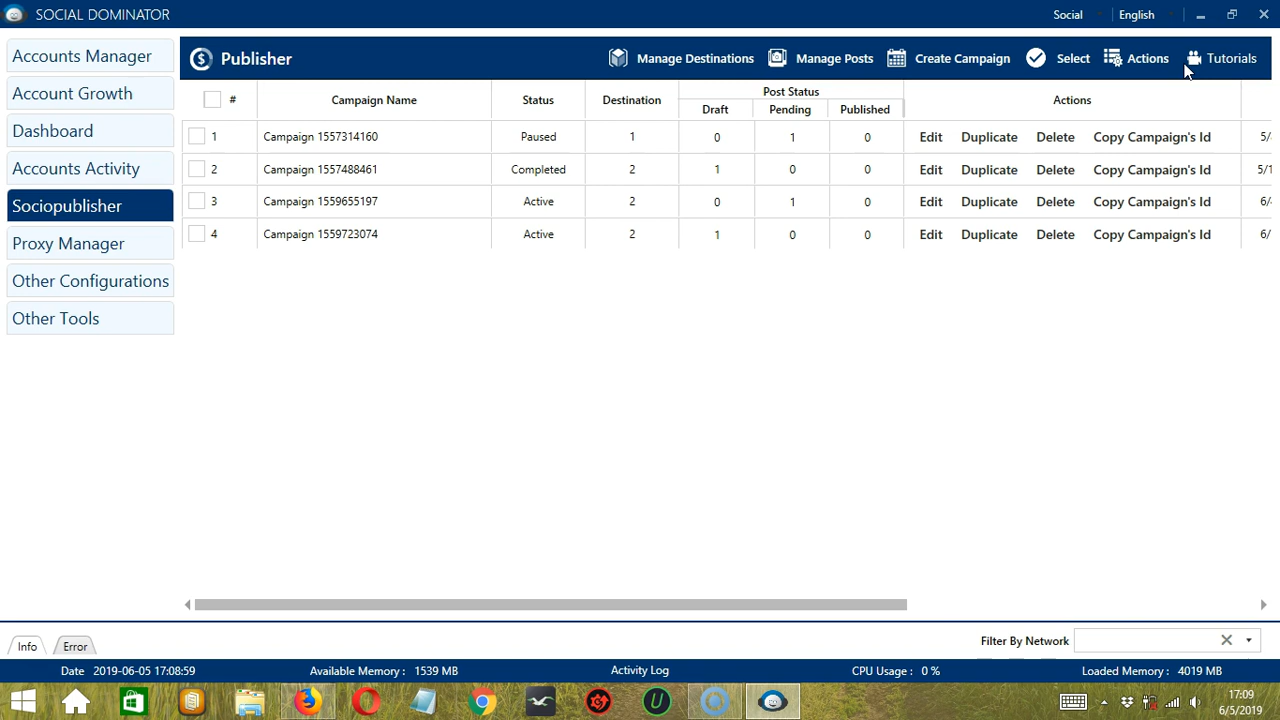 SOCIAL DOMINATOR Social English
Accounts Manager
Account Growth
Dashboard
Accounts Activity
Sociopublisher
Proxy Manager
Other Configurations
Other Tools
Publisher Manage Destinations Manage Posts Create Campaign Select Actions Tutorials
# Campaign Name Status Destination Post Status Actions
Draft Pending Published
1 Campaign 1557314160 Paused 1 0 1 0 Edit Duplicate Delete Copy Campaign's Id 5/
2 Campaign 1557488461 Completed 2 1 0 0 Edit Duplicate Delete Copy Campaign's Id 5/1
3 Campaign 1559655197 Active 2 0 1 0 Edit Duplicate Delete Copy Campaign's Id 6/
4 Campaign 1559723074 Active 2 1 0 0 Edit Duplicate Delete Copy Campaign's Id 6/
Info Error Filter By Network
Date 2019-06-05 17:08:59 Available Memory : 1539 MB Activity Log CPU Usage : 0 % Loaded Memory : 4019 MB
17:09
6/5/2019